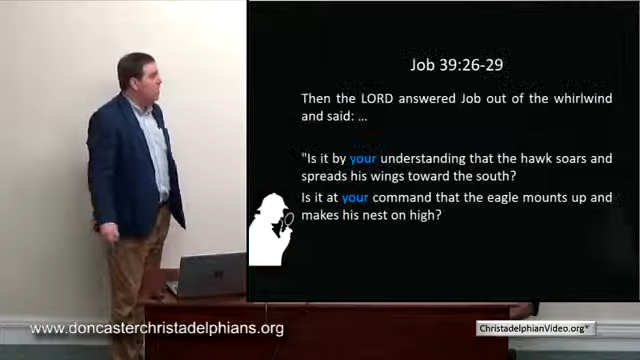 Job 39:26-29
Then the LORD answered Job out of the whirlwind
and said: ...
"Is it by your understanding that the hawk soars and
spreads his wings toward the south?
Is it at your command that the eagle mounts up and
makes his nest on high?
www.doncasterchristadelphians.org
ChristadelphianVideo.org*